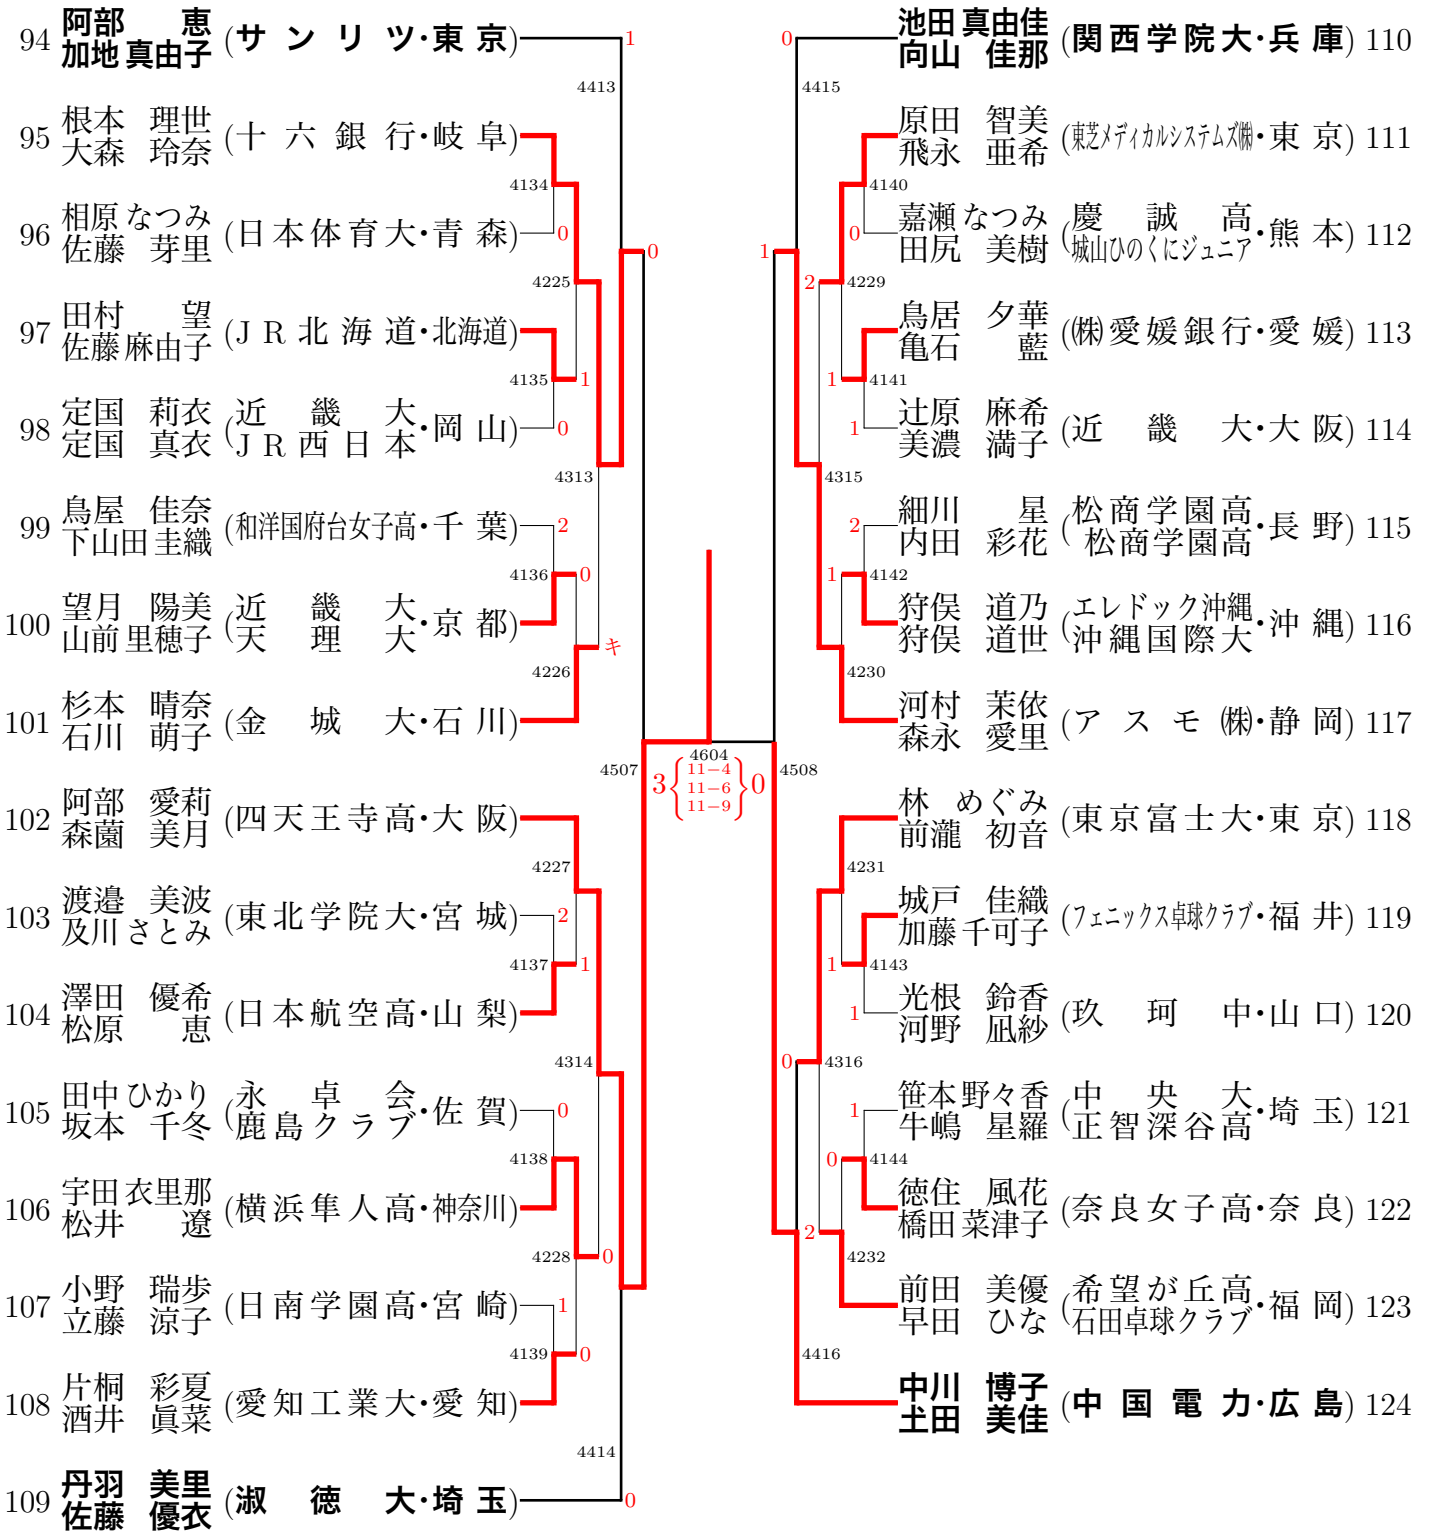 94 阿部 恵 加地 真由子 (サンリツ・東京)
95 根本 理世 大森 玲奈 (十六銀行・岐阜)
96 相原 なつみ 佐藤 芽里 (日本体育大・青森)
97 田村 望 佐藤 麻由子 (JR北海道・北海道)
98 定国 莉衣 定国 真衣 (近畿大 JR西日本・岡山)
99 鳥屋 佳奈 下山田 圭織 (和洋国府台女子高・千葉)
100 望月 陽美 山前 里穂子 (近畿大 天理大・京都)
101 杉本 晴奈 石川 萌子 (金城大・石川)
102 阿部 愛莉 森薗 美月 (四天王寺高・大阪)
103 渡邉 美波 及川 さとみ (東北学院大・宮城)
104 澤田 優希 松原 恵 (日本航空高・山梨)
105 田中 ひかり 坂本 千冬 (永卓会 鹿島クラブ・佐賀)
106 宇田 衣里那 松井 遼 (横浜隼人高・神奈川)
107 小野 瑞歩 立藤 涼子 (日南学園高・宮崎)
108 片桐 彩夏 酒井 眞菜 (愛知工業大・愛知)
109 丹羽 美里 佐藤 優衣 (淑徳大・埼玉)
1
4413
4134
0
0
4225
4135 1
0
4313
2
4136 0
キ
4226
4507
4227
2
4137 1
4314
0
4138
4228 0
1
4139 0
4414
0
4604
3 { 11−4 11−6 11−9 } 0
池田 真由佳 向山 佳那 (関西学院大・兵庫) 110
原田 智美 飛永 亜希 (東芝メディカルシステムズ㈱・東京) 111
嘉瀬 なつみ 田尻 美樹 (慶誠高 城山ひのくにジュニア・熊本) 112
鳥居 夕華 亀石 藍 (㈱愛媛銀行・愛媛) 113
辻原 麻希 美濃 満子 (近畿大・大阪) 114
細川 星 内田 彩花 (松商学園高 松商学園高・長野) 115
狩俣 道乃 狩俣 道世 (エレドック沖縄 沖縄国際大・沖縄) 116
河村 茉依 森永 愛里 (アスモ㈱・静岡) 117
林 めぐみ 前瀧 初音 (東京富士大・東京) 118
城戸 佳織 加藤 千可子 (フェニックス卓球クラブ・福井) 119
光根 鈴香 河野 凪紗 (玖珂中・山口) 120
笹本 野々香 牛嶋 星羅 (中央大 正智深谷高・埼玉) 121
徳住 風花 橋田 菜津子 (奈良女子高・奈良) 122
前田 美優 早田 ひな (希望が丘高 石田卓球クラブ・福岡) 123
中川 博子 土田 美佳 (中国電力・広島) 124
0
4415
4140
0
1
2 4229
1 4141
1
4315
2
1 4142
4230
4508
4231
1 4143
1
0 4316
1
0 4144
2
4232
4416